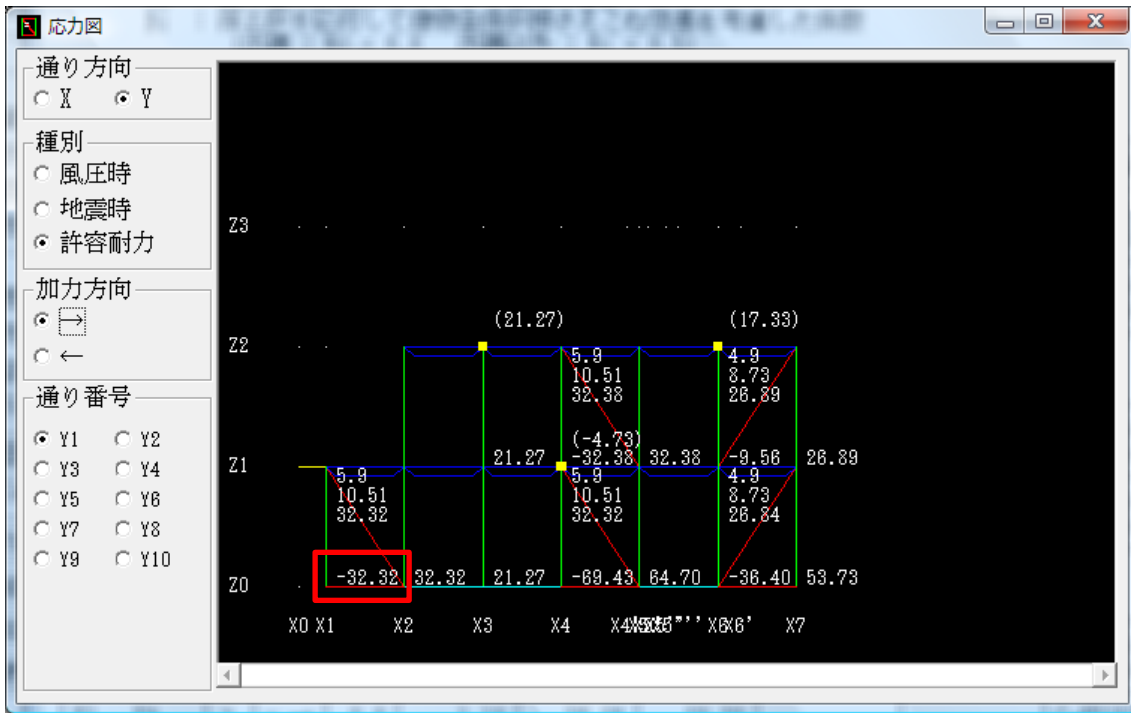 応力図
通り方向
X Y
種別
風圧時
地震時
許容耐力
加力方向
→
←
通り番号
Y1 Y2
Y3 Y4
Y5 Y6
Y7 Y8
Y9 Y10
Z3
(21.27) (17.33)
Z2
5.9 4.9
10.51 8.73
32.38 26.89
(-4.73)
Z1 21.27 -32.38 32.38 -9.56 26.89
5.9 5.9 4.9
10.51 10.51 8.73
32.32 32.32 26.84
Z0 -32.32 32.32 21.27 -69.43 64.70 -36.40 53.73
X0 X1 X2 X3 X4 X6' X7